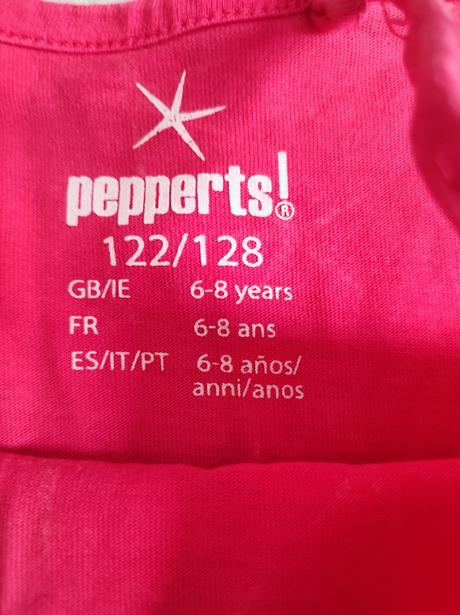 pepperts!®
122/128
GB/IE 6-8 years
FR 6-8 ans
ES/IT/PT 6-8 años/
anni/anos